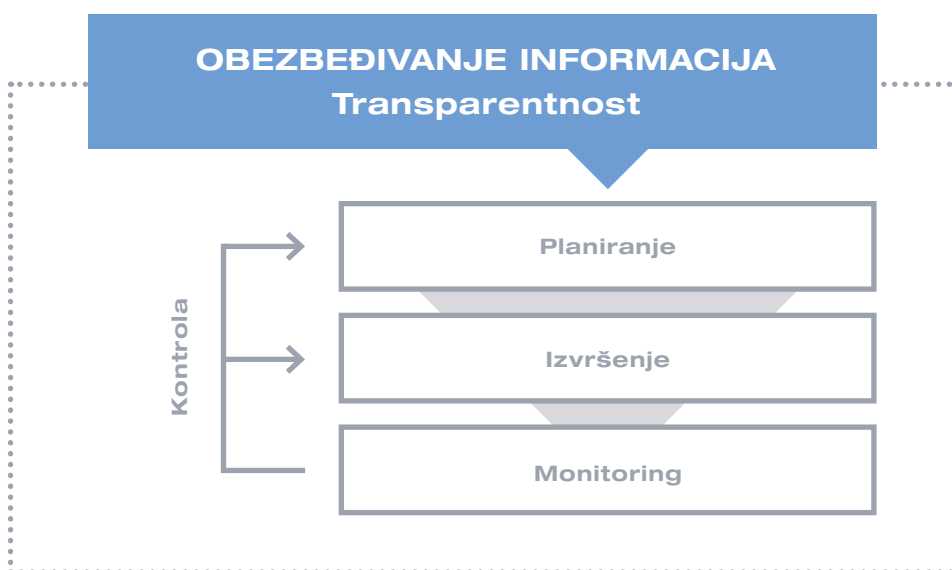 OBEZBEĐIVANJE INFORMACIJA
Transparentnost
Planiranje
Kontrola
Izvršenje
Monitoring